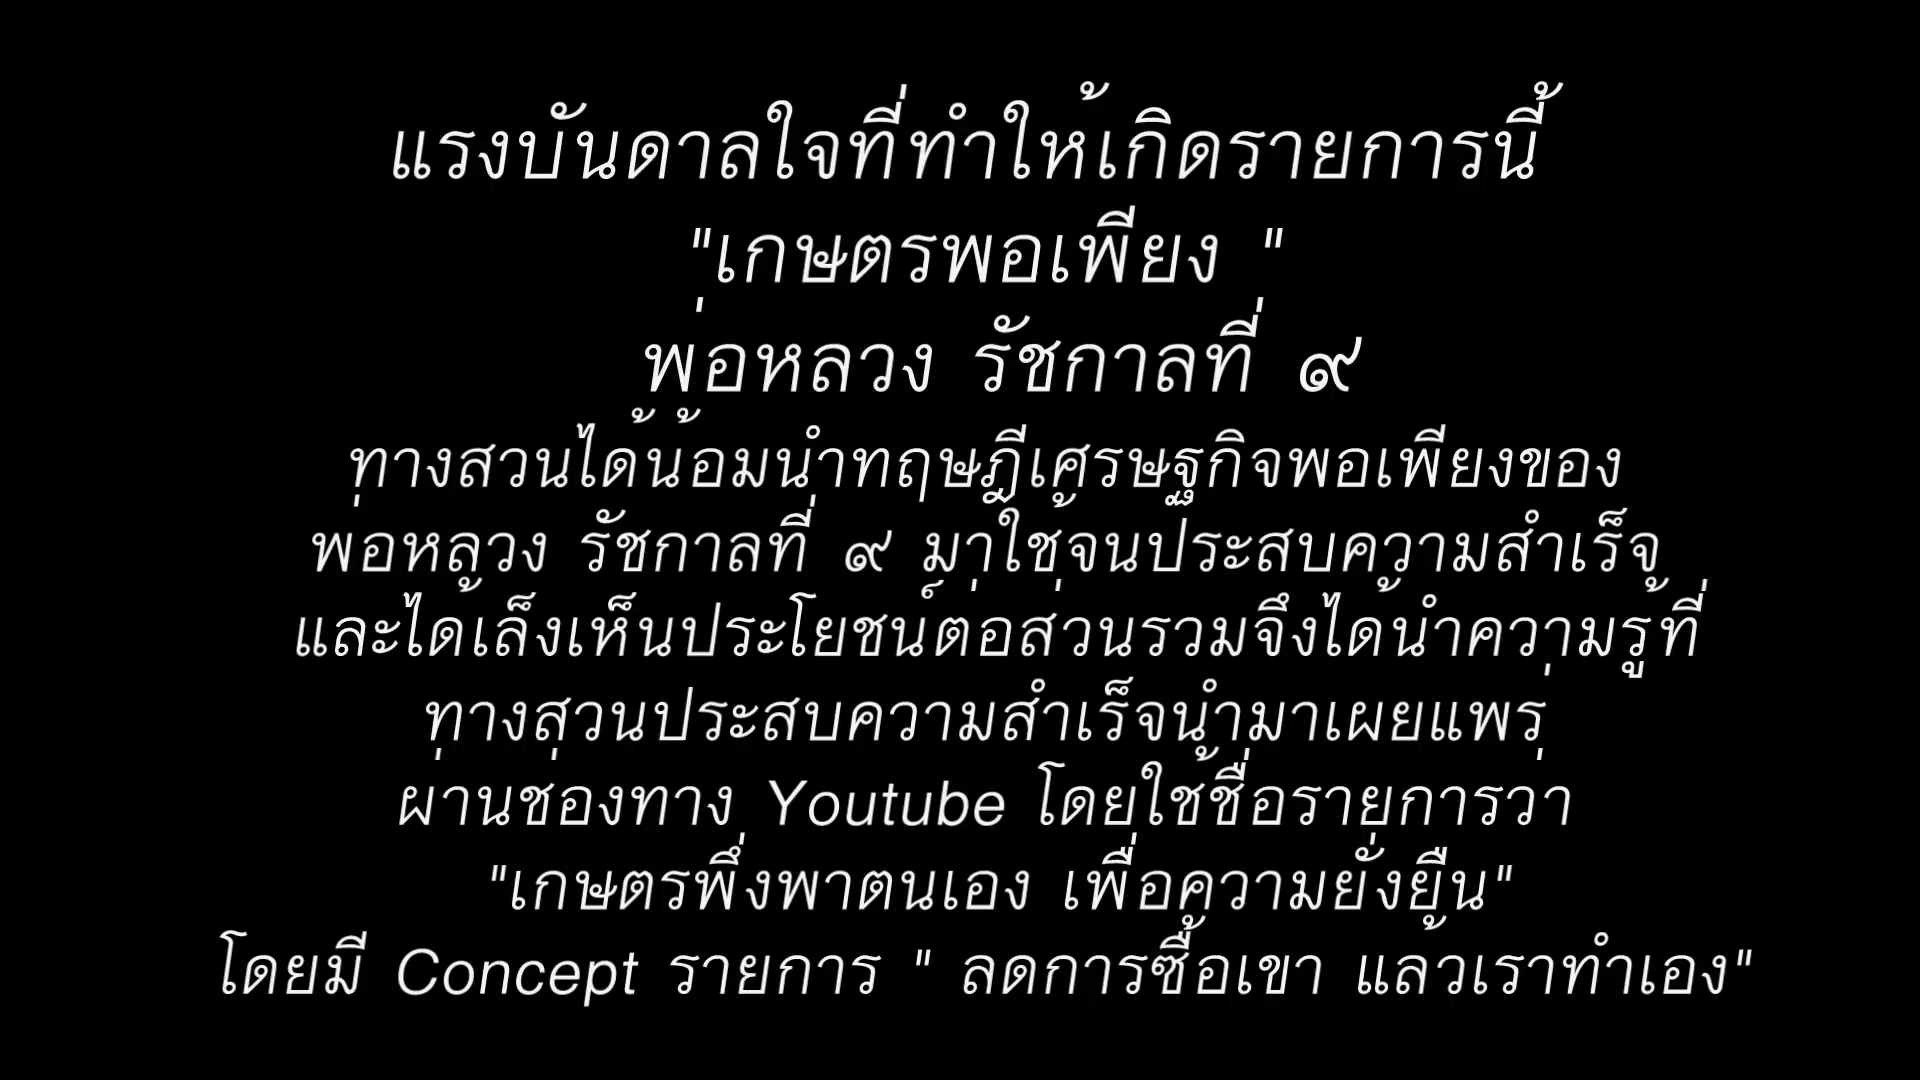 แรงบันดาลใจที่ทำให้เกิดรายการนี้
"เกษตรพอเพียง "
พ่อหลวง รัชกาลที่ ๙
ทางสวนได้น้อมนำทฤษฎีเศรษฐกิจพอเพียงของ
พ่อหลวง รัชกาลที่ ๙ มาใช้จนประสบความสำเร็จ
และได้เล็งเห็นประโยชน์ต่อส่วนรวมจึงได้นำความรู้ที่
ทางสวนประสบความสำเร็จนำมาเผยแพร่
ผ่านช่องทาง Youtube โดยใช้ชื่อรายการว่า
"เกษตรพึ่งพาตนเอง เพื่อความยั่งยืน"
โดยมี Concept รายการ " ลดการซื้อเขา แล้วเราทำเอง"